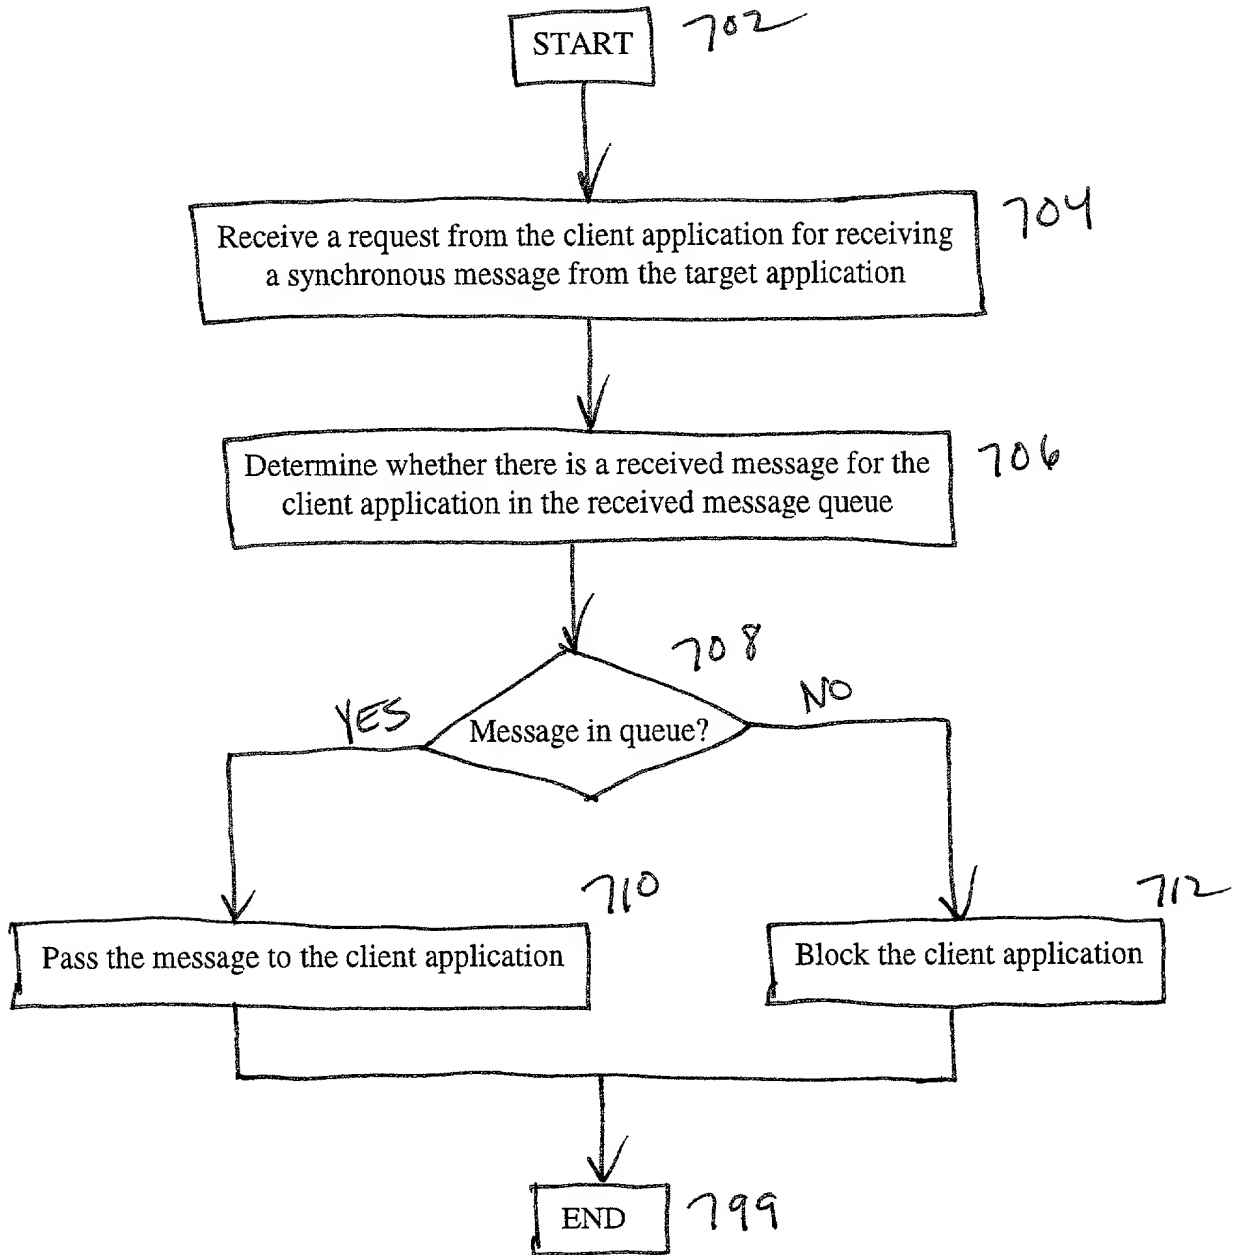 START
702
Receive a request from the client application for receiving
a synchronous message from the target application
704
Determine whether there is a received message for the
client application in the received message queue
706
708
YES
Message in queue?
NO
710
712
Pass the message to the client application
Block the client application
END
799